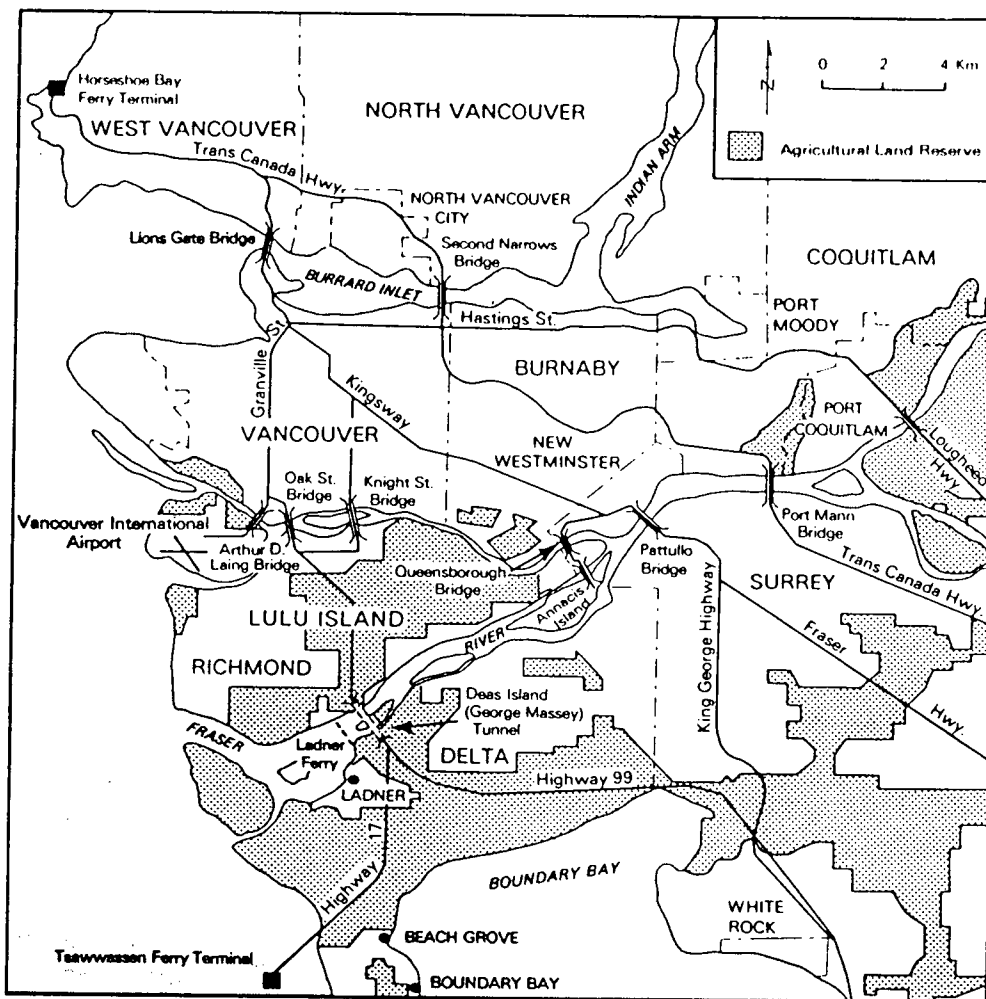 Horseshoe Bay
Ferry Terminal
WEST VANCOUVER
NORTH VANCOUVER
Trans Canada Hwy.
NORTH VANCOUVER
CITY
INDIAN ARM
N
0 2 4 Km
Agricultural Land Reserve
Lions Gate Bridge
Second Narrows
Bridge
BURRARD INLET
COQUITLAM
PORT
MOODY
Hastings St.
Granville St.
Kingsway
BURNABY
VANCOUVER
NEW
WESTMINSTER
PORT
COQUITLAM
Lougheed
Hwy.
Oak St.
Bridge
Knight St.
Bridge
Vancouver International
Airport
Arthur D.
Laing Bridge
Queensborough
Bridge
Annacis
Island
Pattullo
Bridge
Port Mann
Bridge
Trans Canada Hwy.
SURREY
LULU ISLAND
RICHMOND
FRASER
RIVER
King George Highway
Fraser
Hwy
Deas Island
(George Massey)
Tunnel
Ladner
Ferry
DELTA
LADNER
Highway 99
Highway 17
BOUNDARY BAY
WHITE
ROCK
BEACH GROVE
Tsawwassen Ferry Terminal
BOUNDARY BAY